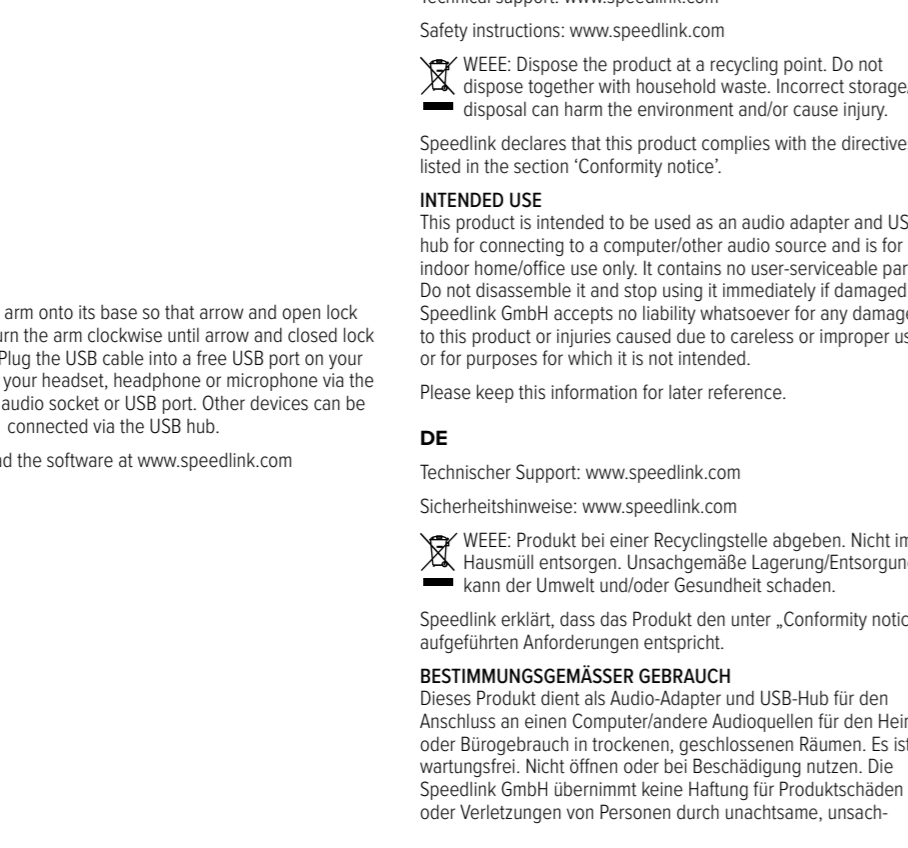 arm onto its base so that arrow and open lock
urn the arm clockwise until arrow and closed lock
Plug the USB cable into a free USB port on your
your headset, headphone or microphone via the
audio socket or USB port. Other devices can be
connected via the USB hub.
nd the software at www.speedlink.com
Technical support: www.speedlink.com
Safety instructions: www.speedlink.com
WEEE: Dispose the product at a recycling point. Do not
dispose together with household waste. Incorrect storage/
disposal can harm the environment and/or cause injury.
Speedlink declares that this product complies with the directive
listed in the section ‘Conformity notice’.
INTENDED USE
This product is intended to be used as an audio adapter and US
hub for connecting to a computer/other audio source and is for
indoor home/office use only. It contains no user-serviceable par
Do not disassemble it and stop using it immediately if damaged
Speedlink GmbH accepts no liability whatsoever for any damage
to this product or injuries caused due to careless or improper us
or for purposes for which it is not intended.
Please keep this information for later reference.
DE
Technischer Support: www.speedlink.com
Sicherheitshinweise: www.speedlink.com
WEEE: Produkt bei einer Recyclingstelle abgeben. Nicht im
Hausmüll entsorgen. Unsachgemäße Lagerung/Entsorgung
kann der Umwelt und/oder Gesundheit schaden.
Speedlink erklärt, dass das Produkt den unter „Conformity notic
aufgeführten Anforderungen entspricht.
BESTIMMUNGSGEMÄSSER GEBRAUCH
Dieses Produkt dient als Audio-Adapter und USB-Hub für den
Anschluss an einen Computer/andere Audioquellen für den Heim
oder Bürogebrauch in trockenen, geschlossenen Räumen. Es ist
wartungsfrei. Nicht öffnen oder bei Beschädigung nutzen. Die
Speedlink GmbH übernimmt keine Haftung für Produktschäden
oder Verletzungen von Personen durch unachtsame, unsach-